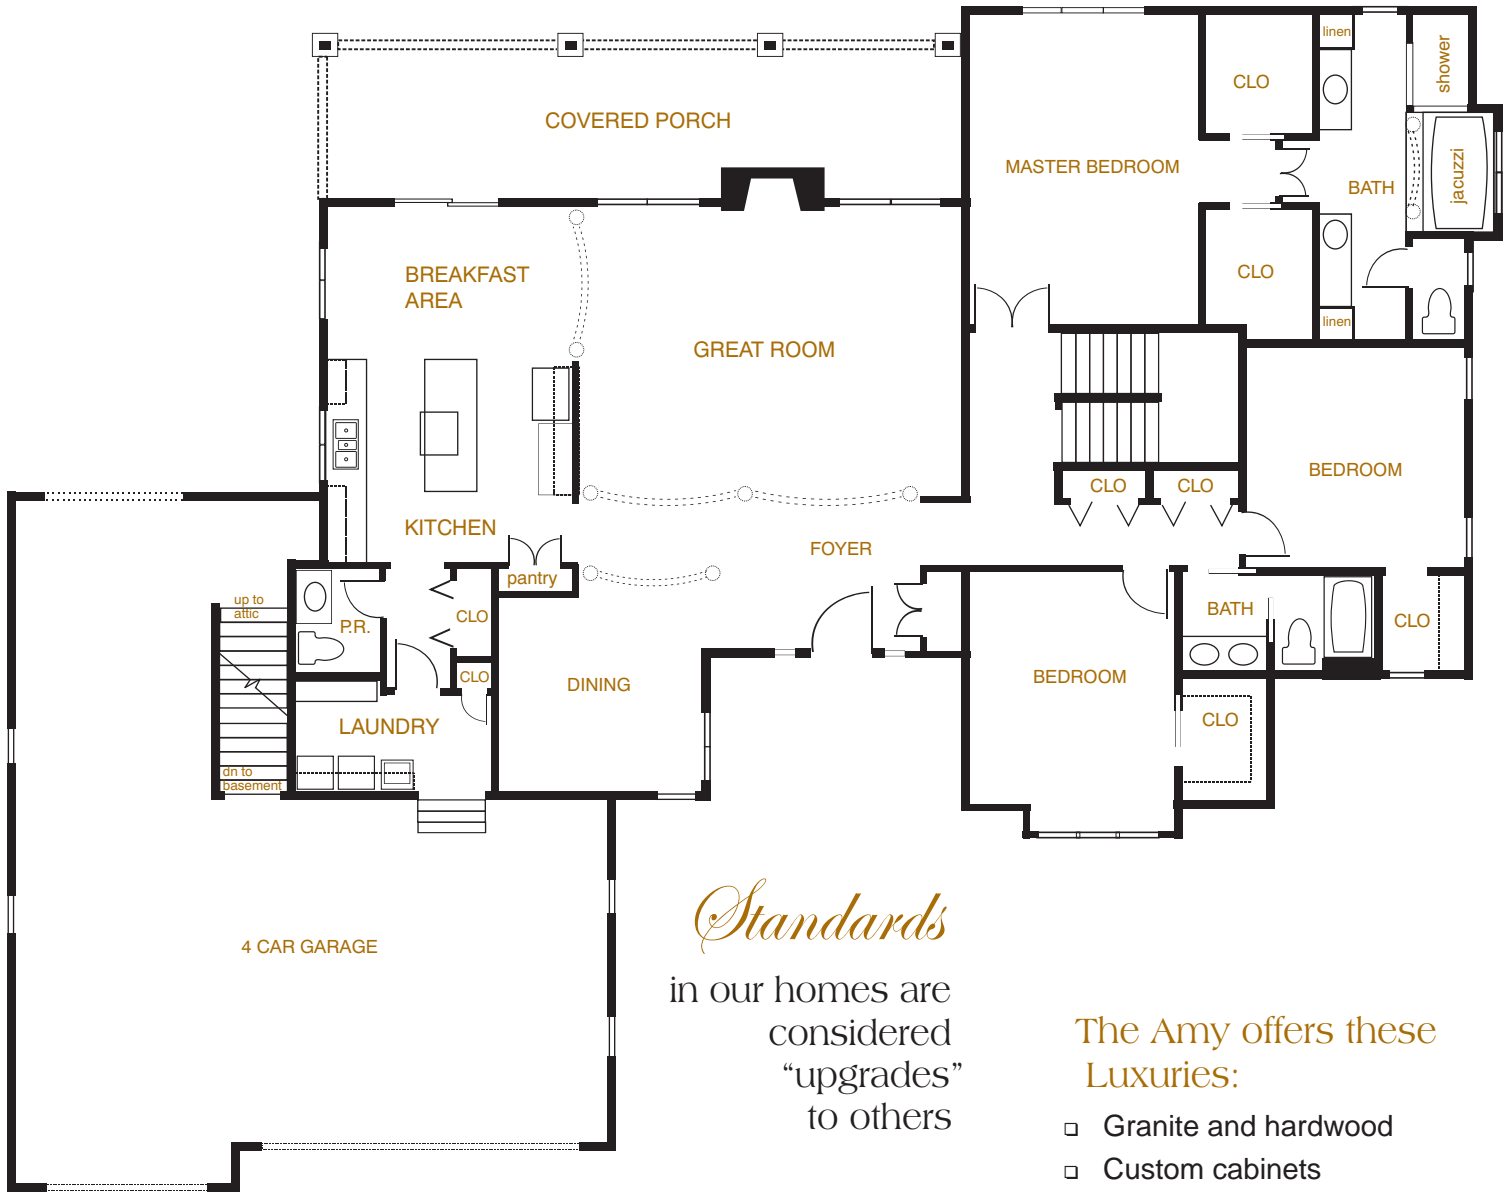 linen
shower
CLO
COVERED PORCH
MASTER BEDROOM
jacuzzi
BATH
CLO
BREAKFAST
AREA
linen
GREAT ROOM
BEDROOM
CLO
CLO
KITCHEN
FOYER
pantry
up to
attic
P.R.
CLO
BATH
CLO
CLO
DINING
BEDROOM
LAUNDRY
CLO
dn to
basement
4 CAR GARAGE
Standards
in our homes are
considered
“upgrades”
to others
The Amy offers these
Luxuries:
❑ Granite and hardwood
❑ Custom cabinets